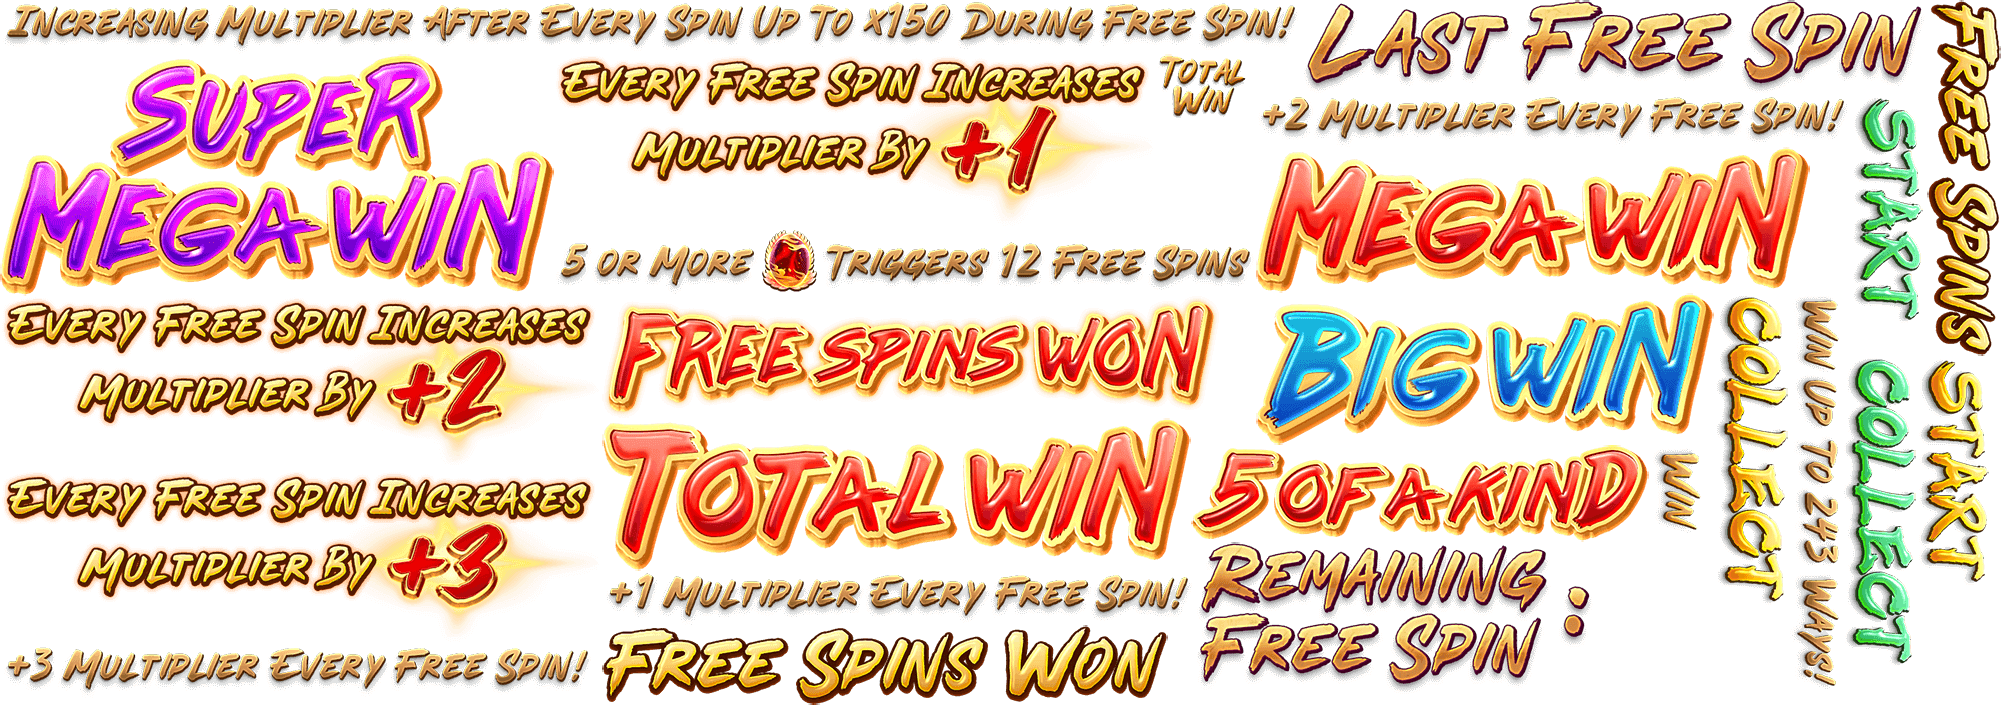 Increasing Multiplier After Every Spin Up To x150 During Free Spin!
Super
Mega Win
Every Free Spin Increases
Multiplier By +1
Total
Win
Last Free Spin
+2 Multiplier Every Free Spin!
Mega Win
5 or More Triggers 12 Free Spins
Every Free Spin Increases
Multiplier By +2
Free Spins Won
Big Win
Total Win
5 of a Kind
Every Free Spin Increases
Multiplier By +3
+1 Multiplier Every Free Spin!
Remaining
Free Spin :
+3 Multiplier Every Free Spin!
Free Spins Won
Win
Collect
Win Up To 243 Ways!
Start
Collect
Free Spins
Start